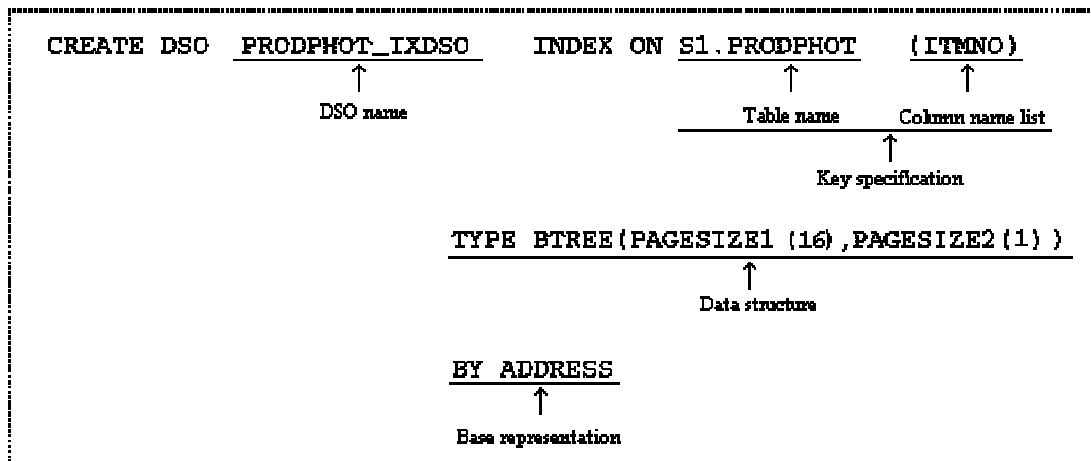 CREATE DSO PRODPHOT_IXDSO INDEX ON S1.PRODPHOT (ITMNO)
DSO name
Table name Column name list
Key specification
TYPE BTREE(PAGESIZE1 (16),PAGESIZE2(1))
Data structure
BY ADDRESS
Base representation